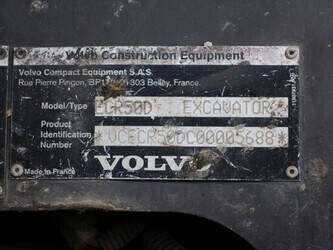 Volvo Construction Equipment
Volvo Compact Equipment S.A.S.
Rue Pierre Pingon, 01303 Belley, France.
Model/Type ECR50D EXCAVATOR
Product
Identification
Number
*VCECR50DC00005688*
VOLVO
Made in France